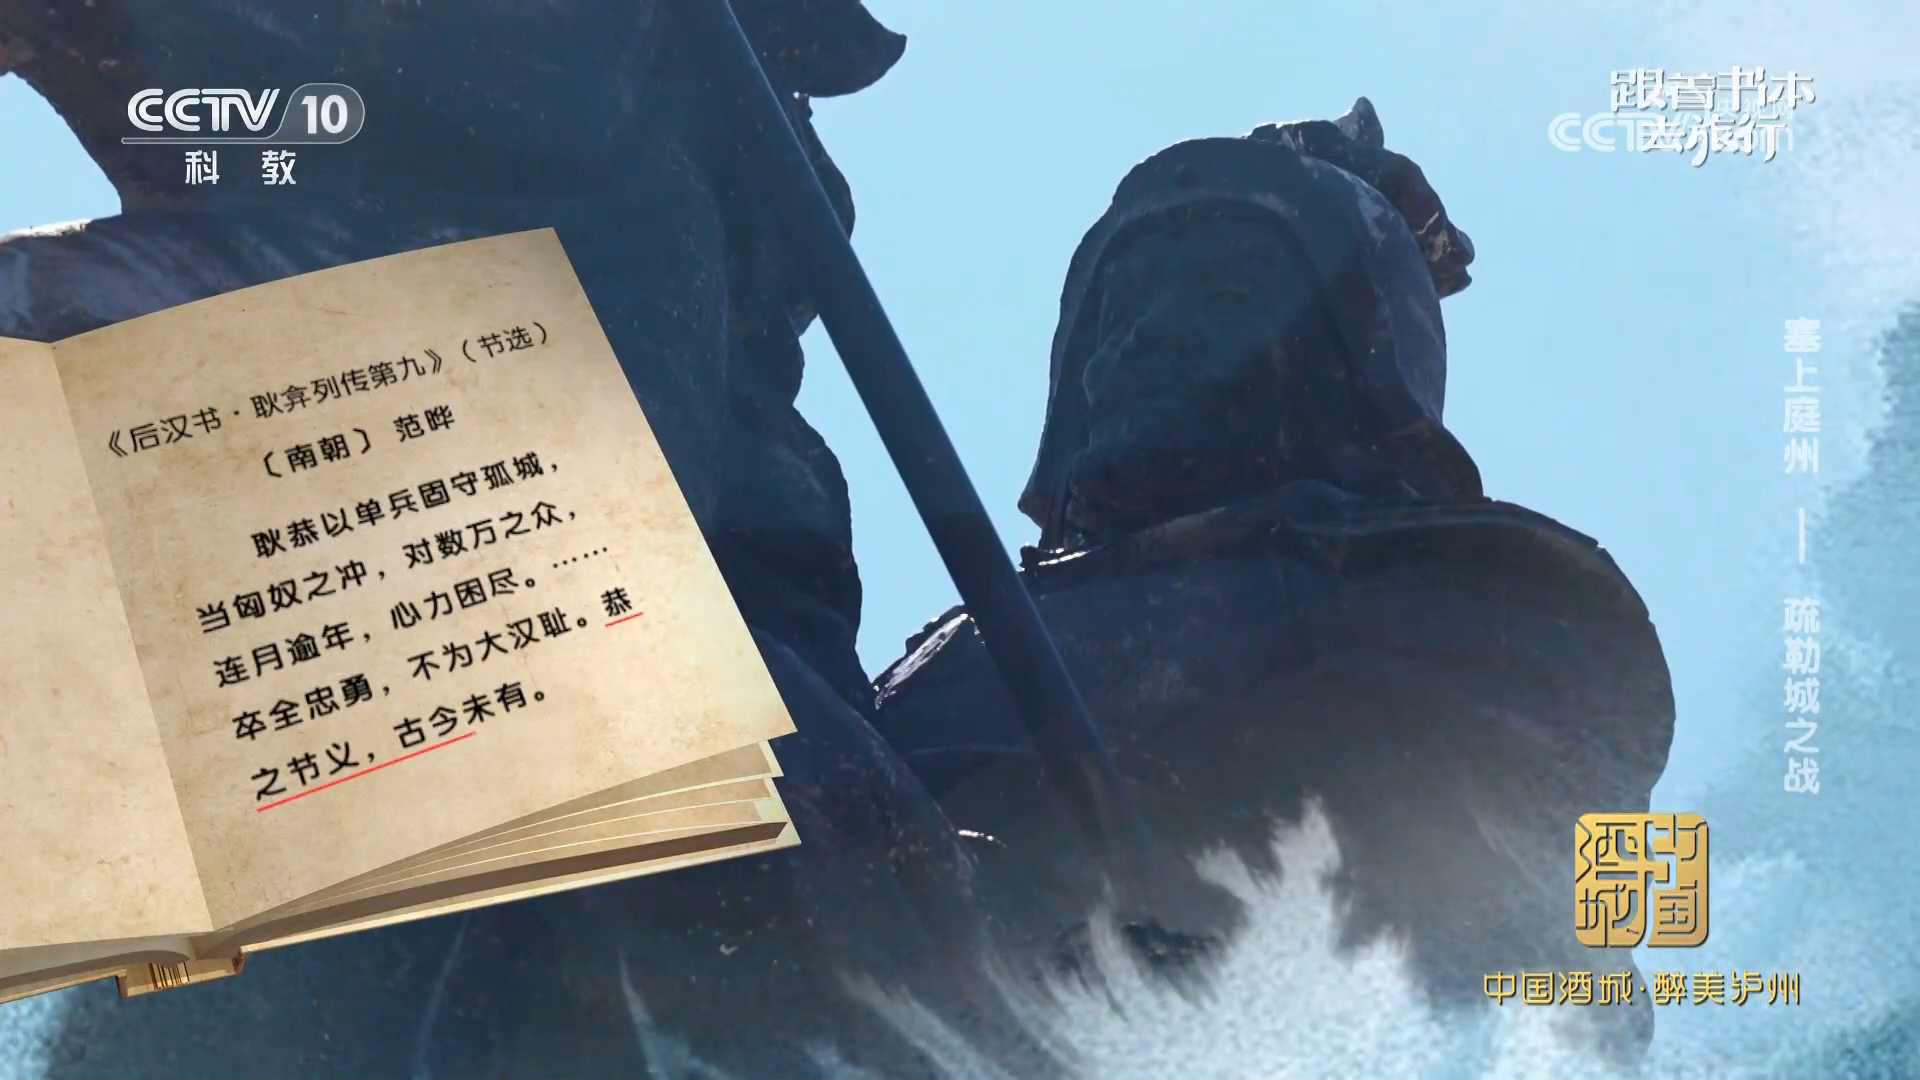 CCTV 10
科 教
跟着书本
去旅行
《后汉书·耿弇列传第九》（节选）
〔南朝〕 范晔
耿恭以单兵固守孤城，
当匈奴之冲，对数万之众，
连月逾年，心力困尽。……
卒全忠勇，不为大汉耻。恭
之节义，古今未有。
塞上庭州 — 疏勒城之战
中国酒城
中国酒城·醉美泸州